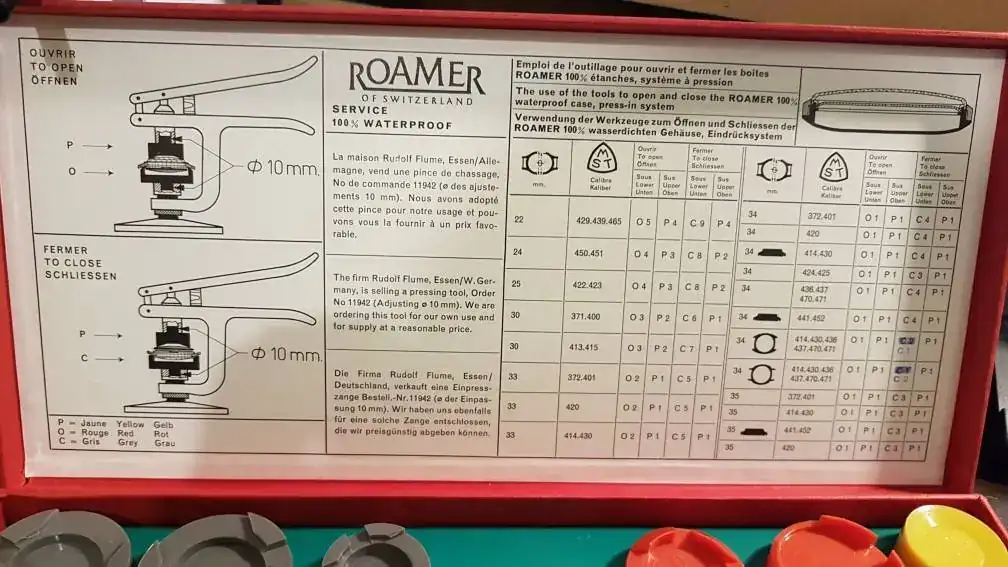 OUVRIR
TO OPEN
ÖFFNEN
P
O
φ 10 mm.
FERMER
TO CLOSE
SCHLIESSEN
P
C
φ 10 mm.
P = Jaune Yellow Gelb
O = Rouge Red Rot
C = Gris Grey Grau
ROAMER
OF SWITZERLAND
SERVICE
100% WATERPROOF
La maison Rudolf Flume, Essen/Alle-
magne, vend une pince de chassage,
No de commande 11942 (ø des ajuste-
ments 10 mm). Nous avons adopté
cette pince pour notre usage et pou-
vons vous la fournir à un prix favo-
rable.
The firm Rudolf Flume, Essen/W. Ger-
many, is selling a pressing tool, Order
No 11942 (Adjusting ø 10 mm). We are
ordering this tool for our own use and
for supply at a reasonable price.
Die Firma Rudolf Flume, Essen/
Deutschland, verkauft eine Einpress-
zange Bestell.-Nr. 11942 (ø der Einpas-
sung 10 mm). Wir haben uns ebenfalls
für eine solche Zange entschlossen,
die wir preisgünstig abgeben können.
Emploi de l'outillage pour ouvrir et fermer les boites
ROAMER 100% étanches, système à pression
The use of the tools to open and close the ROAMER 100%
waterproof case, press-in system
Verwendung der Werkzeuge zum Öffnen und Schliessen der
ROAMER 100% wasserdichten Gehäuse, Eindrücksystem
mm.
MST
Calibre
Kaliber
Ouvrir
To open
Öffnen
Fermer
To close
Schliessen
Sous Lower Unten
Sus Upper Oben
Sous Lower Unten
Sus Upper Oben
22 429.439.465 O 5 P 4 C 9 P 4
24 450.451 O 4 P 3 C 8 P 2
25 422.423 O 4 P 3 C 8 P 2
30 371.400 O 3 P 2 C 6 P 1
30 413.415 O 3 P 2 C 7 P 1
33 372.401 O 2 P 1 C 5 P 1
33 420 O 2 P 1 C 5 P 1
33 414.430 O 2 P 1 C 5 P 1
mm.
MST
Calibre
Kaliber
Ouvrir
To open
Öffnen
Fermer
To close
Schliessen
Sous Lower Unten
Sus Upper Oben
Sous Lower Unten
Sus Upper Oben
34 372.401 O 1 P 1 C 4 P 1
34 420 O 1 P 1 C 4 P 1
34 414.430 O 1 P 1 C 4 P 1
34 424.425 O 1 P 1 C 3 P 1
34 436.437 O 1 P 1 C 4 P 1
470.471
34 441.452 O 1 P 1 C 4 P 1
34 414.430.436 O 1 P 1 P 1
437.470.471 C 1
34 414.430.436 O 1 P 1 P 1
437.470.471 C 2
35 372.401 O 1 P 1 C 3 P 1
35 414.430 O 1 P 1 C 3 P 1
35 441.452 O 1 P 1 C 3 P 1
35 420 O 1 P 1 C 3 P 1